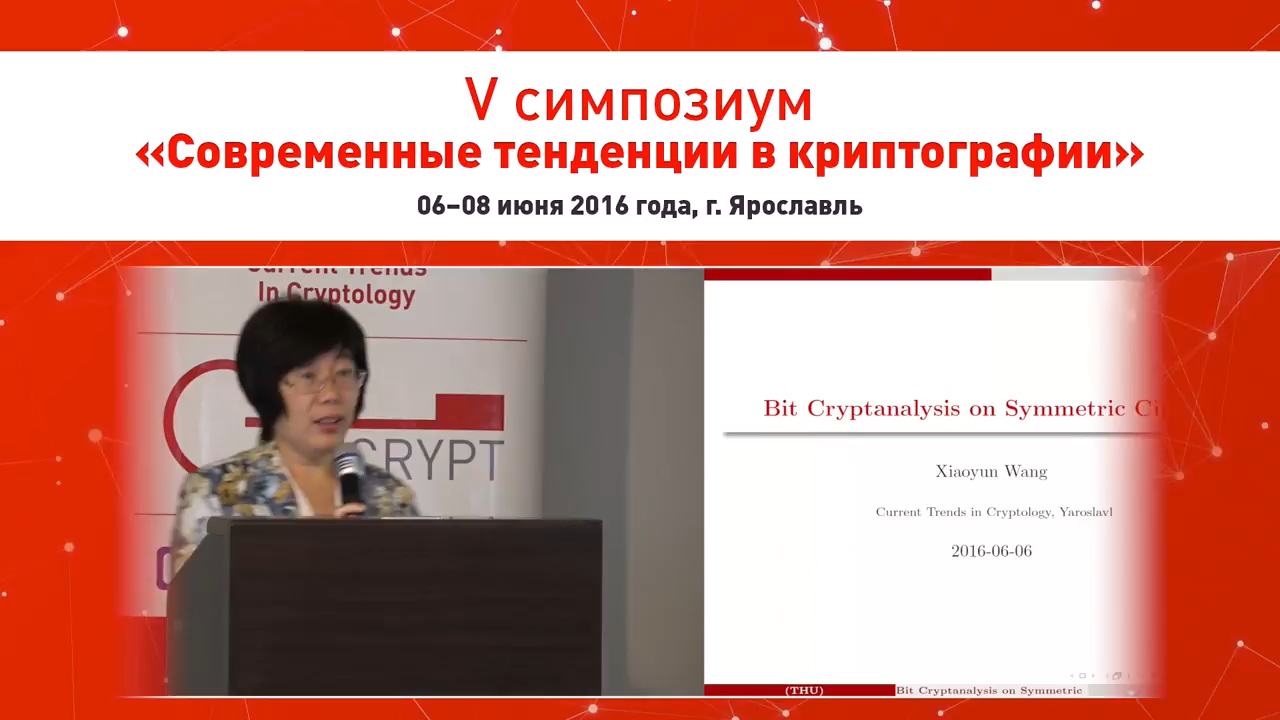 V симпозиум
«Современные тенденции в криптографии»
06–08 июня 2016 года, г. Ярославль
Current Trends
In Cryptology
CRYPT
Bit Cryptanalysis on Symmetric
Xiaoyun Wang
Current Trends in Cryptology, Yaroslavl
2016-06-06
(THU)
Bit Cryptanalysis on Symmetric